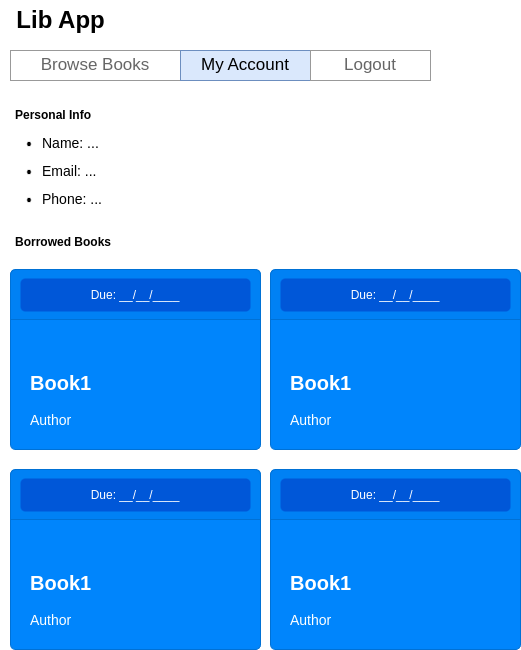 Lib App
Browse Books My Account Logout
Personal Info
• Name: ...
• Email: ...
• Phone: ...
Borrowed Books
Due: __/__/____ Due: __/__/____
Book1 Book1
Author Author
Due: __/__/____ Due: __/__/____
Book1 Book1
Author Author